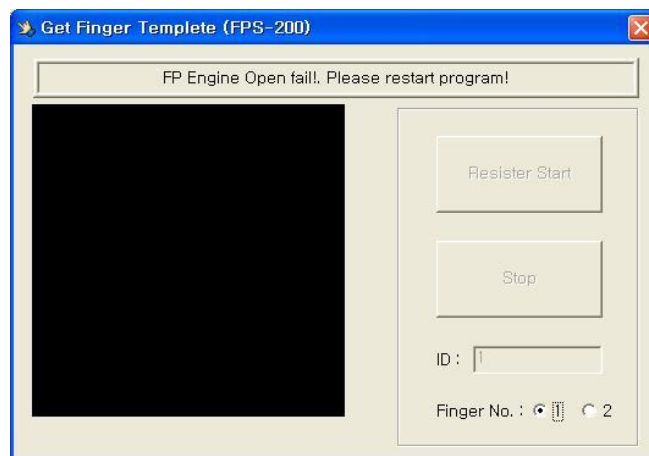 Get Finger Templete (FPS-200)
FP Engine Open fail!. Please restart program!
Resister Start
Stop
ID : 1
Finger No. : 1 2